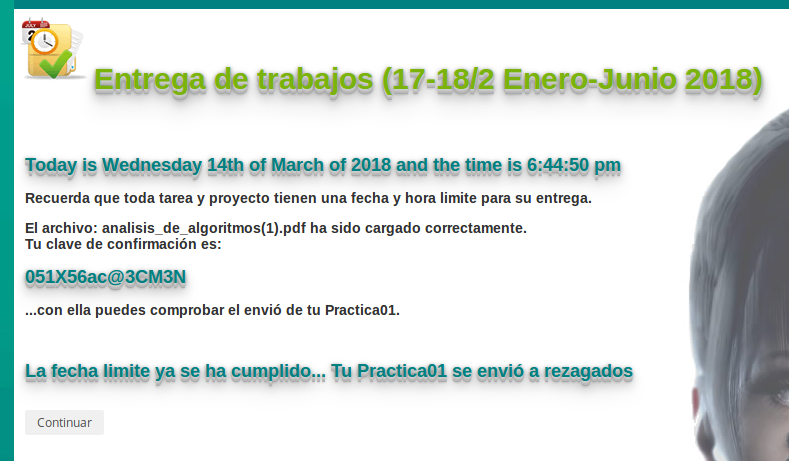 JULY
Entrega de trabajos (17-18/2 Enero-Junio 2018)
Today is Wednesday 14th of March of 2018 and the time is 6:44:50 pm
Recuerda que toda tarea y proyecto tienen una fecha y hora limite para su entrega.
El archivo: analisis_de_algoritmos(1).pdf ha sido cargado correctamente.
Tu clave de confirmación es:
051X56ac@3CM3N
...con ella puedes comprobar el envió de tu Practica01.
La fecha limite ya se ha cumplido... Tu Practica01 se envió a rezagados
Continuar